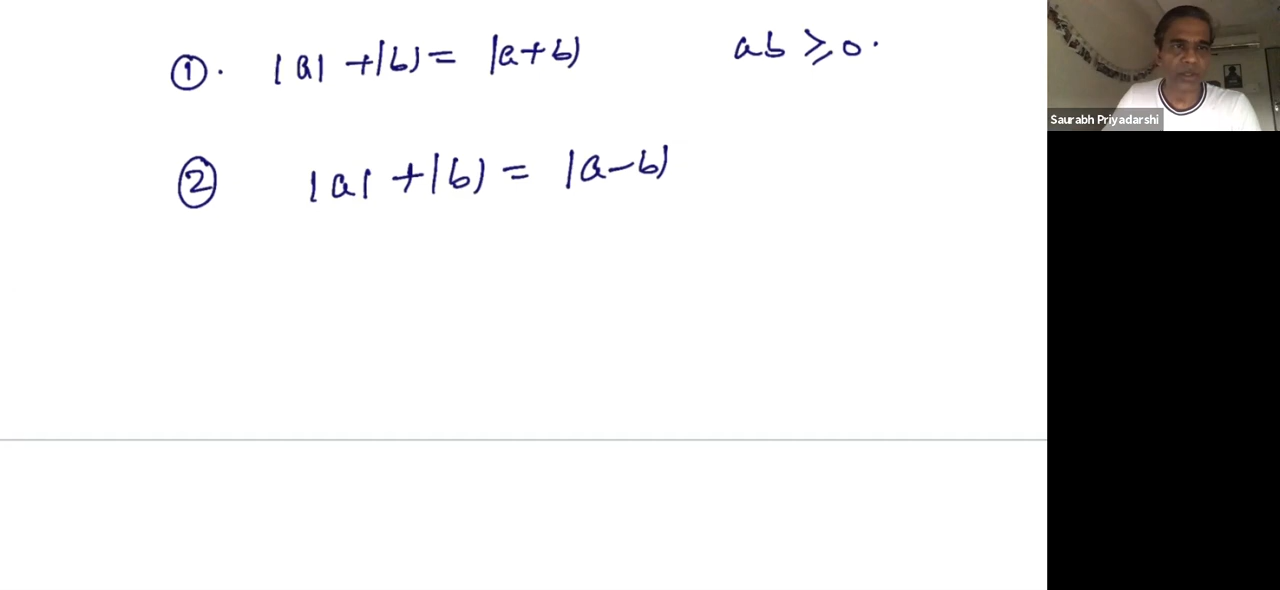 ①. |a| + |b| = |a+b|    ab ≥ 0.
Saurabh Priyadarshi
② |a| + |b| = |a-b|